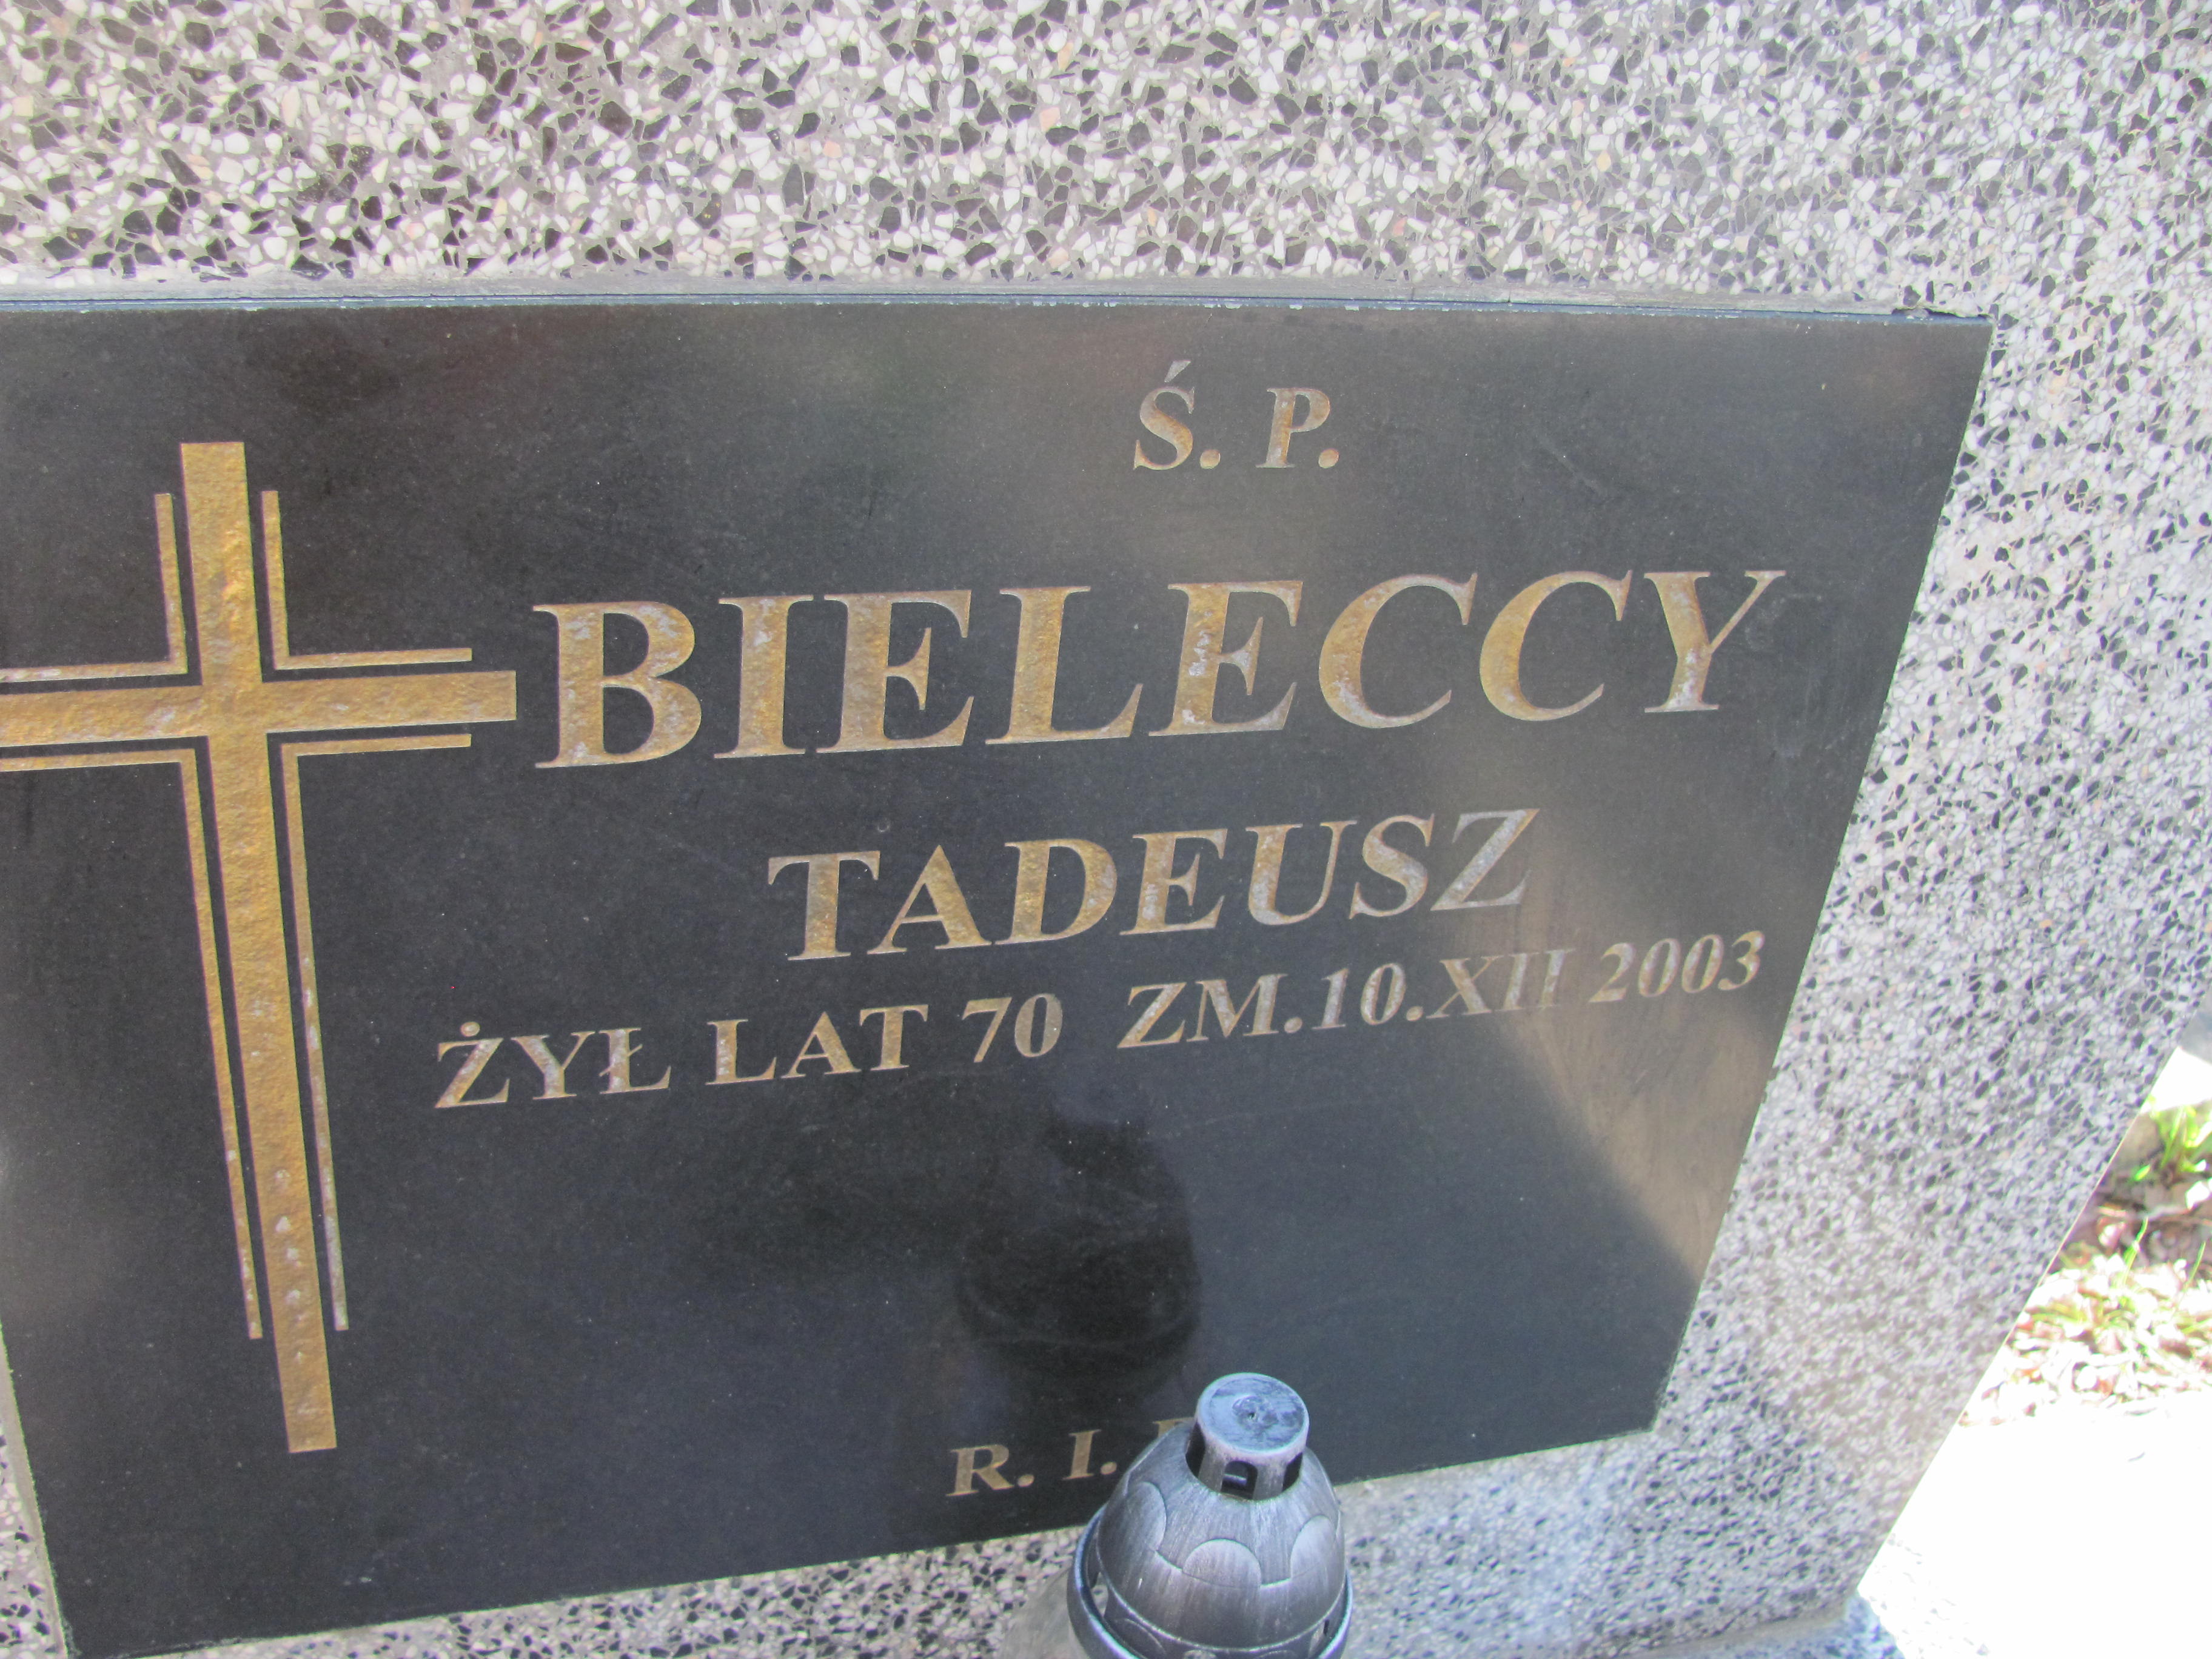 Ś. P.
BIELECCY
TADEUSZ
ŻYŁ LAT 70 ZM.10.XII 2003
R. I.